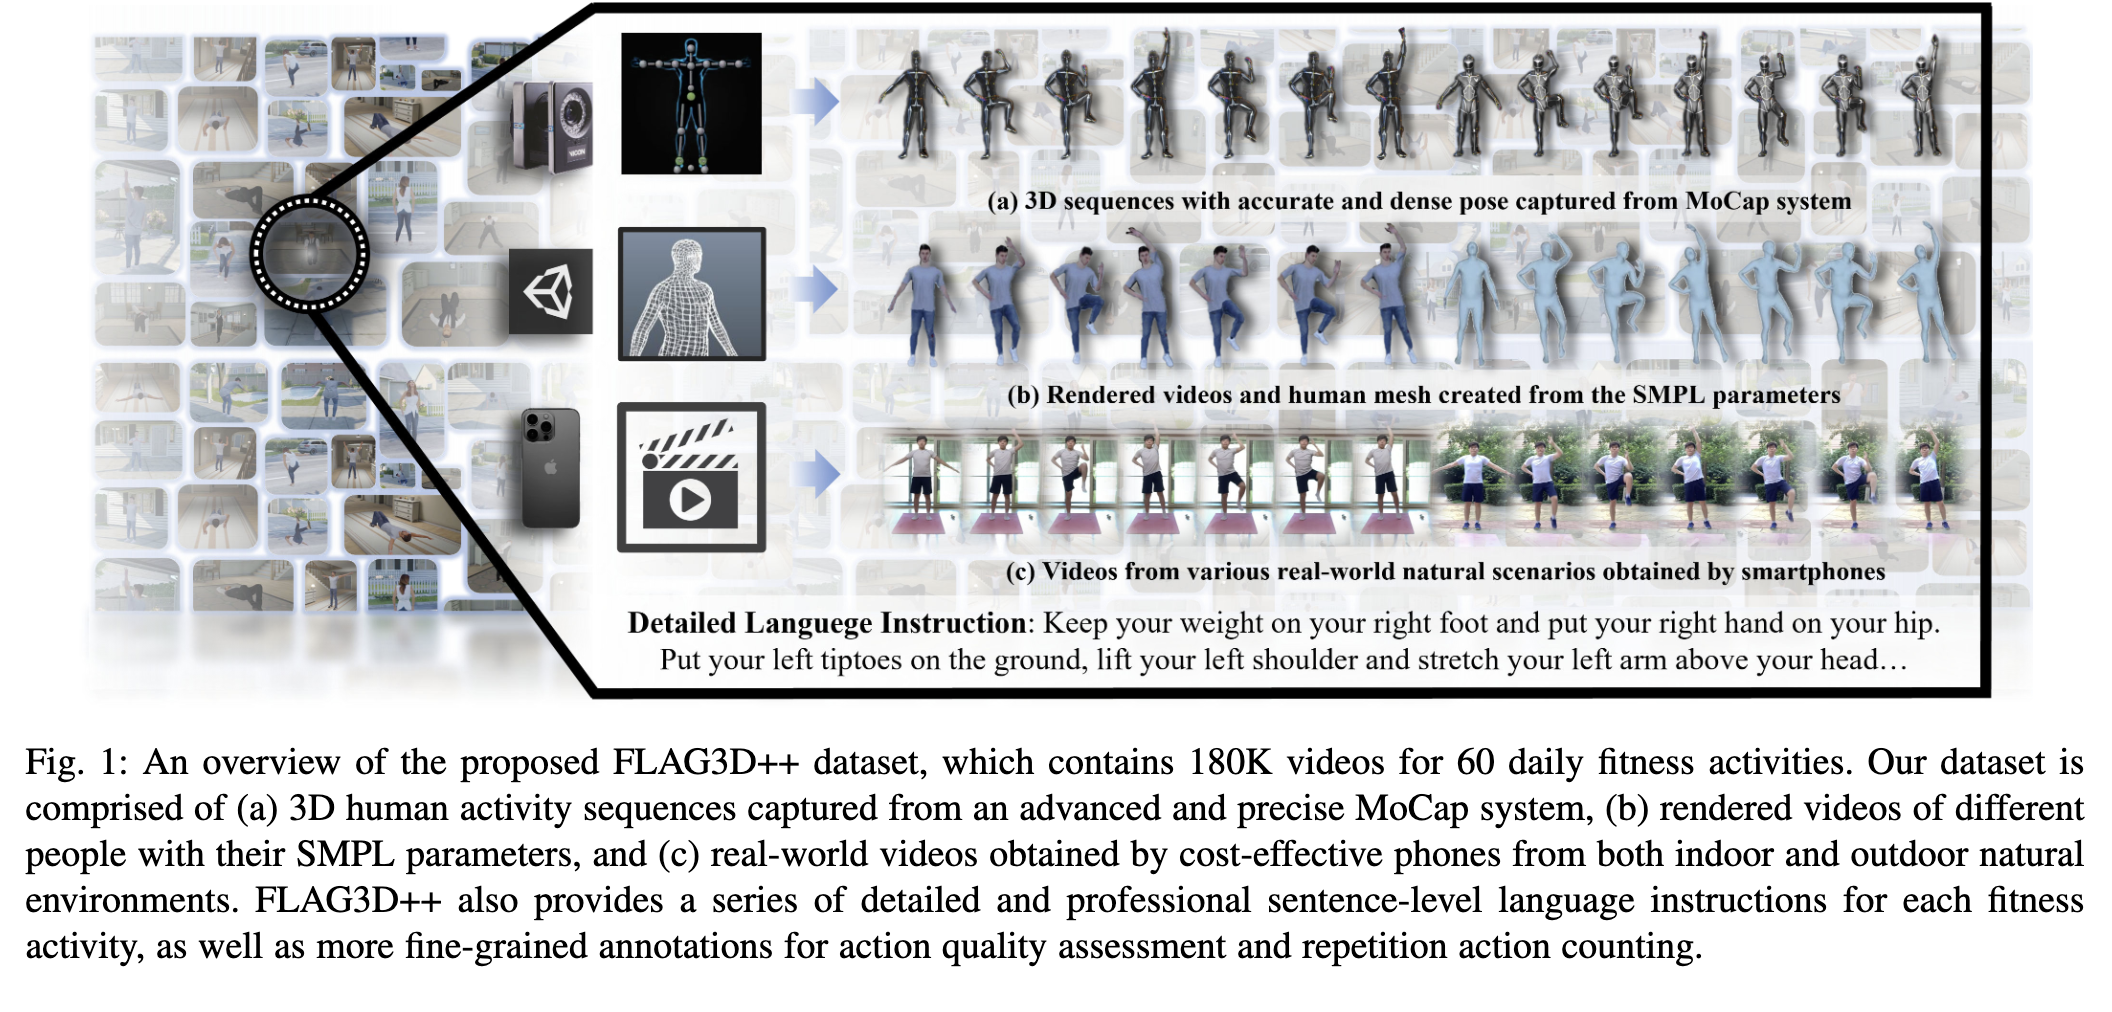 VICON
(a) 3D sequences with accurate and dense pose captured from MoCap system
(b) Rendered videos and human mesh created from the SMPL parameters
(c) Videos from various real-world natural scenarios obtained by smartphones
Detailed Languege Instruction: Keep your weight on your right foot and put your right hand on your hip.
Put your left tiptoes on the ground, lift your left shoulder and stretch your left arm above your head…
Fig. 1: An overview of the proposed FLAG3D++ dataset, which contains 180K videos for 60 daily fitness activities. Our dataset is
comprised of (a) 3D human activity sequences captured from an advanced and precise MoCap system, (b) rendered videos of different
people with their SMPL parameters, and (c) real-world videos obtained by cost-effective phones from both indoor and outdoor natural
environments. FLAG3D++ also provides a series of detailed and professional sentence-level language instructions for each fitness
activity, as well as more fine-grained annotations for action quality assessment and repetition action counting.